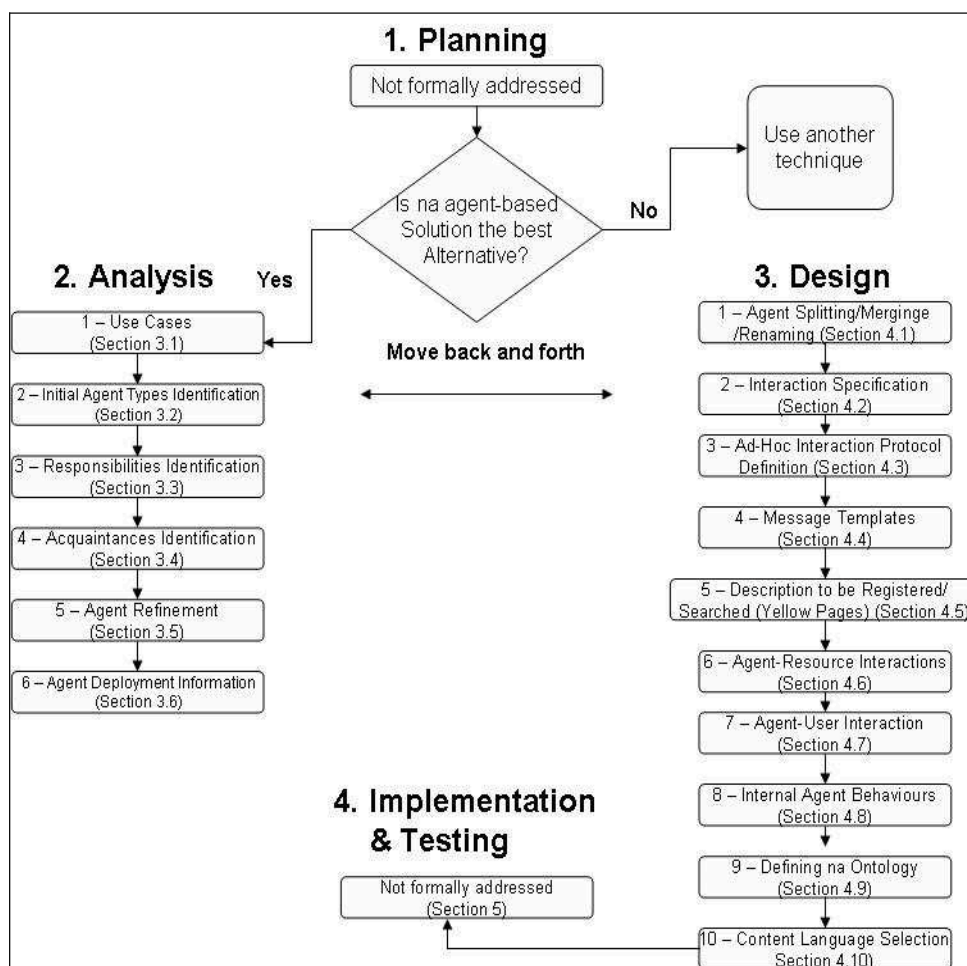 1. Planning
Not formally addressed
Is na agent-based
Solution the best
Alternative?
No
Use another
technique
Yes
Move back and forth
2. Analysis
1 – Use Cases
(Section 3.1)
2 – Initial Agent Types Identification
(Section 3.2)
3 – Responsibilities Identification
(Section 3.3)
4 – Acquaintances Identification
(Section 3.4)
5 – Agent Refinement
(Section 3.5)
6 – Agent Deployment Information
(Section 3.6)
3. Design
1 – Agent Splitting/Merginge
/Renaming (Section 4.1)
2 – Interaction Specification
(Section 4.2)
3 – Ad-Hoc Interaction Protocol
Definition (Section 4.3)
4 – Message Templates
(Section 4.4)
5 – Description to be Registered/
Searched (Yellow Pages) (Section 4.5)
6 – Agent-Resource Interactions
(Section 4.6)
7 – Agent-User Interaction
(Section 4.7)
8 – Internal Agent Behaviours
(Section 4.8)
9 – Defining na Ontology
(Section 4.9)
10 – Content Language Selection
Section 4.10)
4. Implementation
& Testing
Not formally addressed
(Section 5)